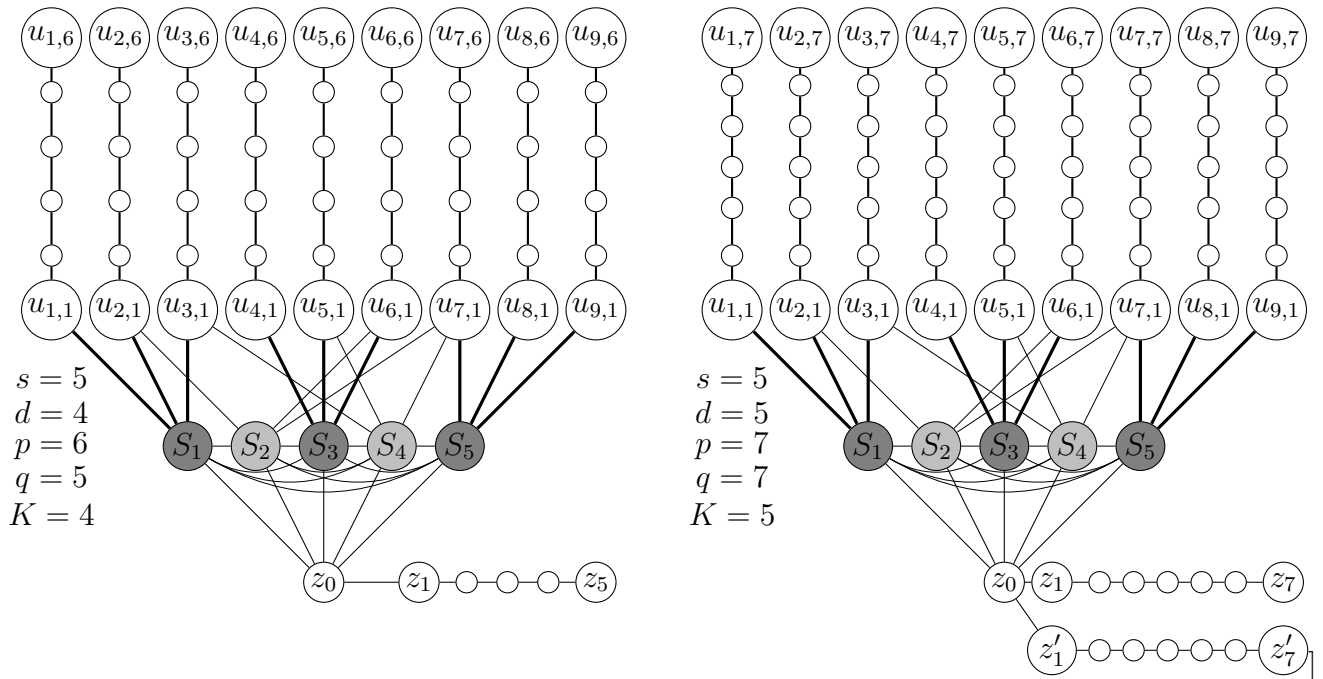 u1,6 u2,6 u3,6 u4,6 u5,6 u6,6 u7,6 u8,6 u9,6
u1,1 u2,1 u3,1 u4,1 u5,1 u6,1 u7,1 u8,1 u9,1
s = 5
d = 4
p = 6
q = 5
K = 4
S1 S2 S3 S4 S5
z0 z1 z5
u1,7 u2,7 u3,7 u4,7 u5,7 u6,7 u7,7 u8,7 u9,7
u1,1 u2,1 u3,1 u4,1 u5,1 u6,1 u7,1 u8,1 u9,1
s = 5
d = 5
p = 7
q = 7
K = 5
S1 S2 S3 S4 S5
z0 z1 z7
z′1 z′7